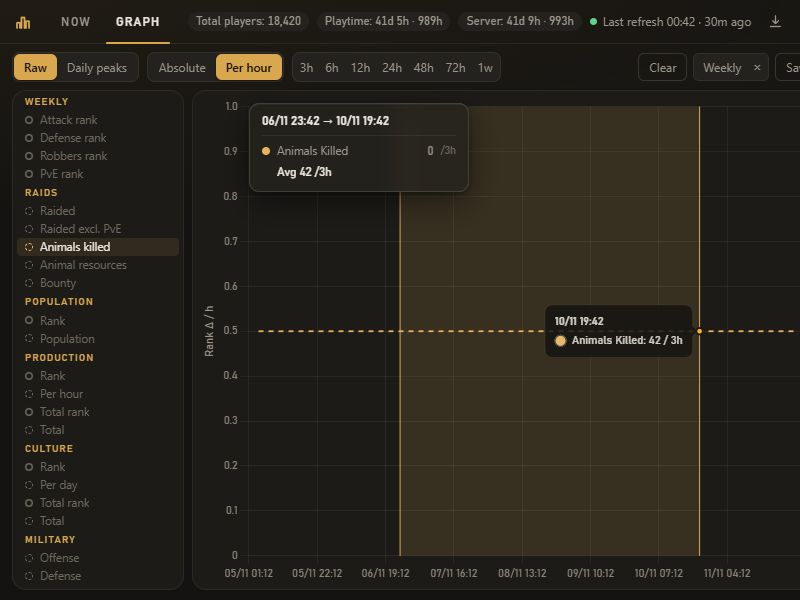 NOW
GRAPH
Total players: 18,420
Playtime: 41d 5h · 989h
Server: 41d 9h · 993h
Last refresh 00:42 · 30m ago
Raw
Daily peaks
Absolute
Per hour
3h 6h 12h 24h 48h 72h 1w
Clear
Weekly ×
Sav
WEEKLY
Attack rank
Defense rank
Robbers rank
PvE rank
RAIDS
Raided
Raided excl. PvE
Animals killed
Animal resources
Bounty
POPULATION
Rank
Population
PRODUCTION
Rank
Per hour
Total rank
Total
CULTURE
Rank
Per day
Total rank
Total
MILITARY
Offense
Defense
Rank Δ / h
1.0
0.9
0.8
0.7
0.6
0.5
0.4
0.3
0.2
0.1
0
06/11 23:42 → 10/11 19:42
Animals Killed 0 /3h
Avg 42 /3h
10/11 19:42
Animals Killed: 42 / 3h
05/11 01:12 05/11 22:12 06/11 19:12 07/11 16:12 08/11 13:12 09/11 10:12 10/11 07:12 11/11 04:12